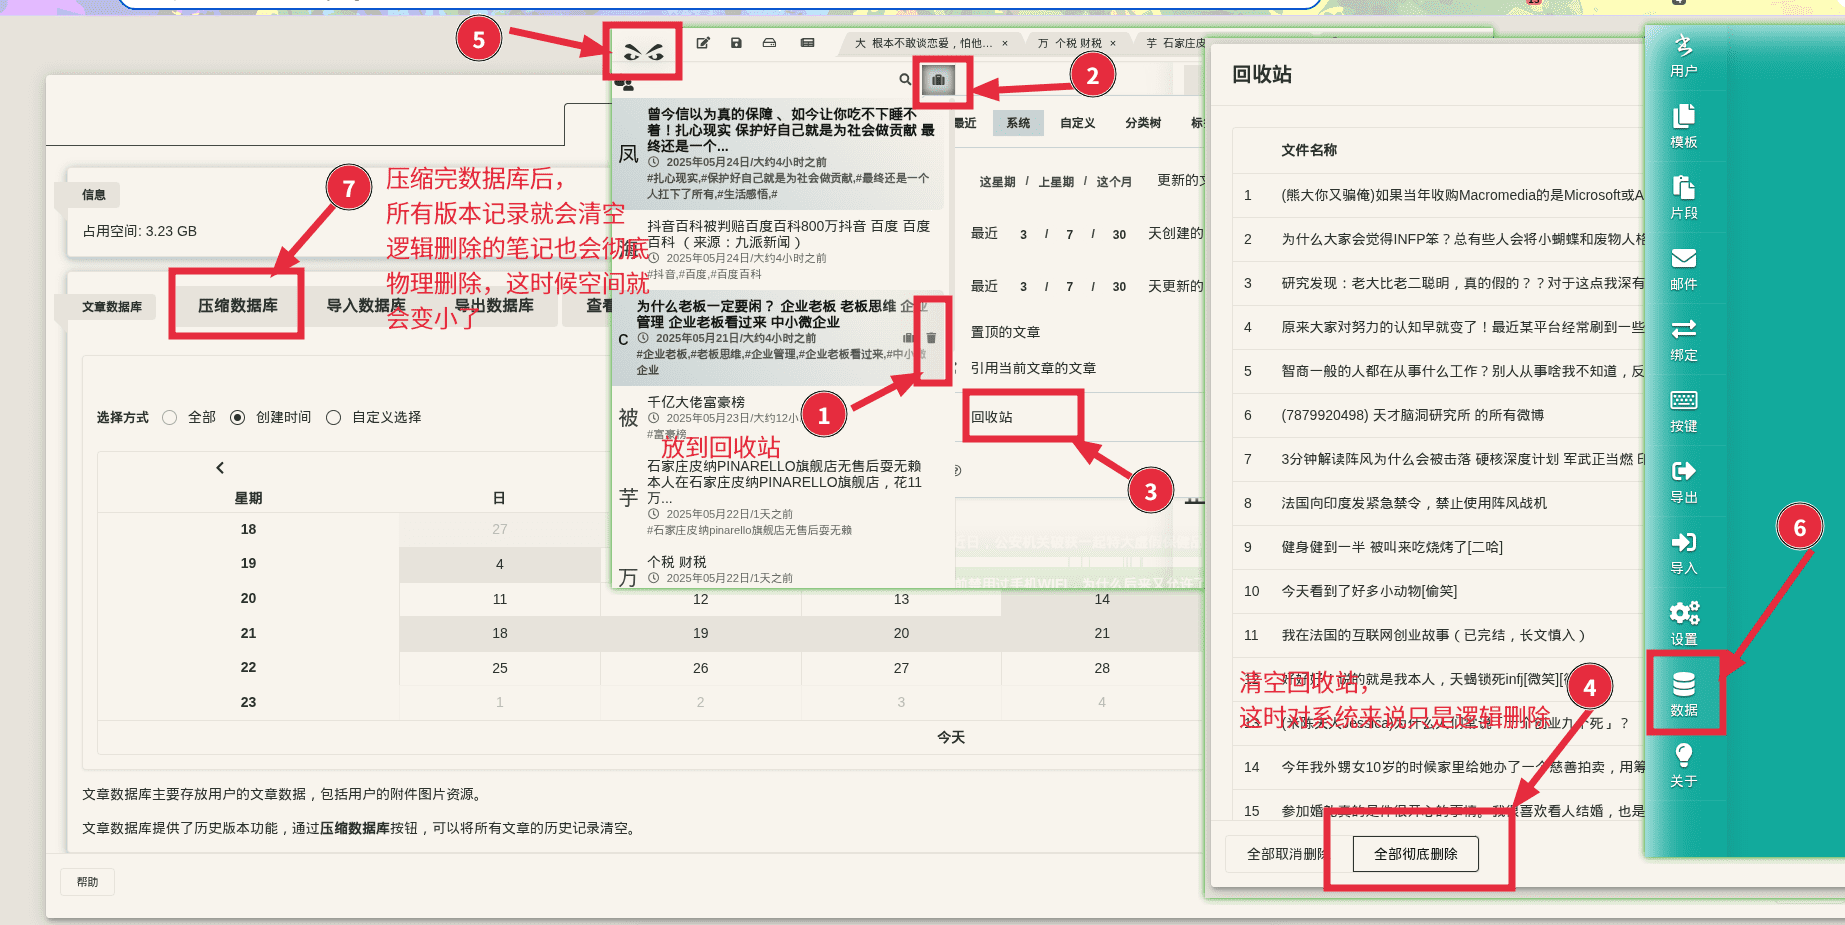 5
大 根本不敢谈恋爱，怕他... ×
万 个税 财税 ×
芋 石家庄皮
2
最近
系统
自定义
分类树
曾今信以为真的保障 、如今让你吃不下睡不
着！扎心现实 保护好自己就是为社会做贡献 最
终还是一个...
凤
2025年05月24日/大约4小时之前
#扎心现实,#保护好自己就是为社会做贡献,#最终还是一个
人扛下了所有,#生活感悟,#
抖音百科被判赔百度百科800万抖音 百度 百度
百科 （来源：九派新闻）
2025年05月24日/大约4小时之前
#抖音,#百度,#百度百科
为什么老板一定要闲？ 企业老板 老板思维 企业
管理 企业老板看过来 中小微企业
C
2025年05月21日/大约4小时之前
#企业老板,#老板思维,#企业管理,#企业老板看过来,#中小微
企业
千亿大佬富豪榜
被
2025年05月23日/大约12小
#富豪榜
1
放到回收站
石家庄皮纳PINARELLO旗舰店无售后耍无赖
本人在石家庄皮纳PINARELLO旗舰店，花11
万...
芋
2025年05月22日/1天之前
#石家庄皮纳pinarello旗舰店无售后耍无赖
个税 财税
万
2025年05月22日/1天之前
这星期 / 上星期 / 这个月
更新的文
最近 3 / 7 / 30 天创建的
最近 3 / 7 / 30 天更新的
置顶的文章
引用当前文章的文章
回收站
3
7
压缩完数据库后，
所有版本记录就会清空
逻辑删除的笔记也会彻底
物理删除，这时候空间就
会变小了
信息
占用空间: 3.23 GB
文章数据库
压缩数据库
导入数据库
导出数据库
查看
选择方式 全部 创建时间 自定义选择
星期 日
18 27
19 4
20 11 12 13 14
21 18 19 20 21
22 25 26 27 28
23 1 2 3 4
今天
文章数据库主要存放用户的文章数据，包括用户的附件图片资源。
文章数据库提供了历史版本功能，通过压缩数据库按钮，可以将所有文章的历史记录清空。
帮助
回收站
文件名称
1 (熊大你又骗俺)如果当年收购Macromedia的是Microsoft或A
2 为什么大家会觉得INFP笨？总有些人会将小蝴蝶和废物人格
3 研究发现：老大比老二聪明，真的假的？？对于这点我深有
4 原来大家对努力的认知早就变了！最近某平台经常刷到一些
5 智商一般的人都在从事什么工作？别人从事啥我不知道，反
6 (7879920498) 天才脑洞研究所 的所有微博
7 3分钟解读阵风为什么会被击落 硬核深度计划 军武正当燃 印
8 法国向印度发紧急禁令，禁止使用阵风战机
9 健身健到一半 被叫来吃烧烤了[二哈]
10 今天看到了好多小动物[偷笑]
11 我在法国的互联网创业故事（已完结，长文慎入）
的就是我本人，天蝎锁死infj[微笑]
清空回收站，
这时对系统来说只是逻辑删除
4
14 今年我外甥女10岁的时候家里给她办了一个慈善拍卖，用筹
15 喜欢看人结婚，也是
全部取消删除
全部彻底删除
用户
模板
片段
邮件
绑定
按键
导出
导入
设置
数据
关于
6